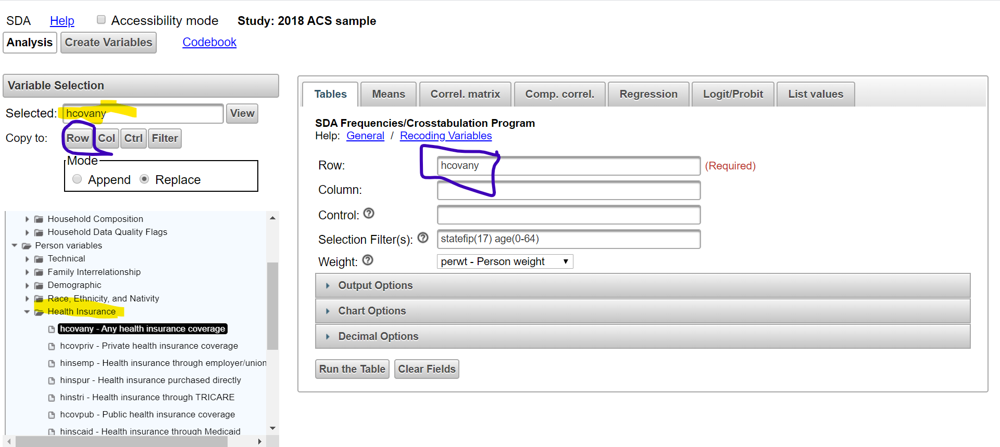 SDA Help Accessibility mode Study: 2018 ACS sample
Analysis Create Variables Codebook
Variable Selection
Selected: hcovany View
Copy to: Row Col Ctrl Filter
Mode
Append Replace
Household Composition
Household Data Quality Flags
Person variables
Technical
Family Interrelationship
Demographic
Race, Ethnicity, and Nativity
Health Insurance
hcovany - Any health insurance coverage
hcovpriv - Private health insurance coverage
hinsemp - Health insurance through employer/union
hinspur - Health insurance purchased directly
hinstri - Health insurance through TRICARE
hcovpub - Public health insurance coverage
hinscaid - Health insurance through Medicaid
Tables Means Correl. matrix Comp. correl. Regression Logit/Probit List values
SDA Frequencies/Crosstabulation Program
Help: General / Recoding Variables
Row: hcovany (Required)
Column:
Control: ?
Selection Filter(s): ? statefip(17) age(0-64)
Weight: ? perwt - Person weight
Output Options
Chart Options
Decimal Options
Run the Table Clear Fields